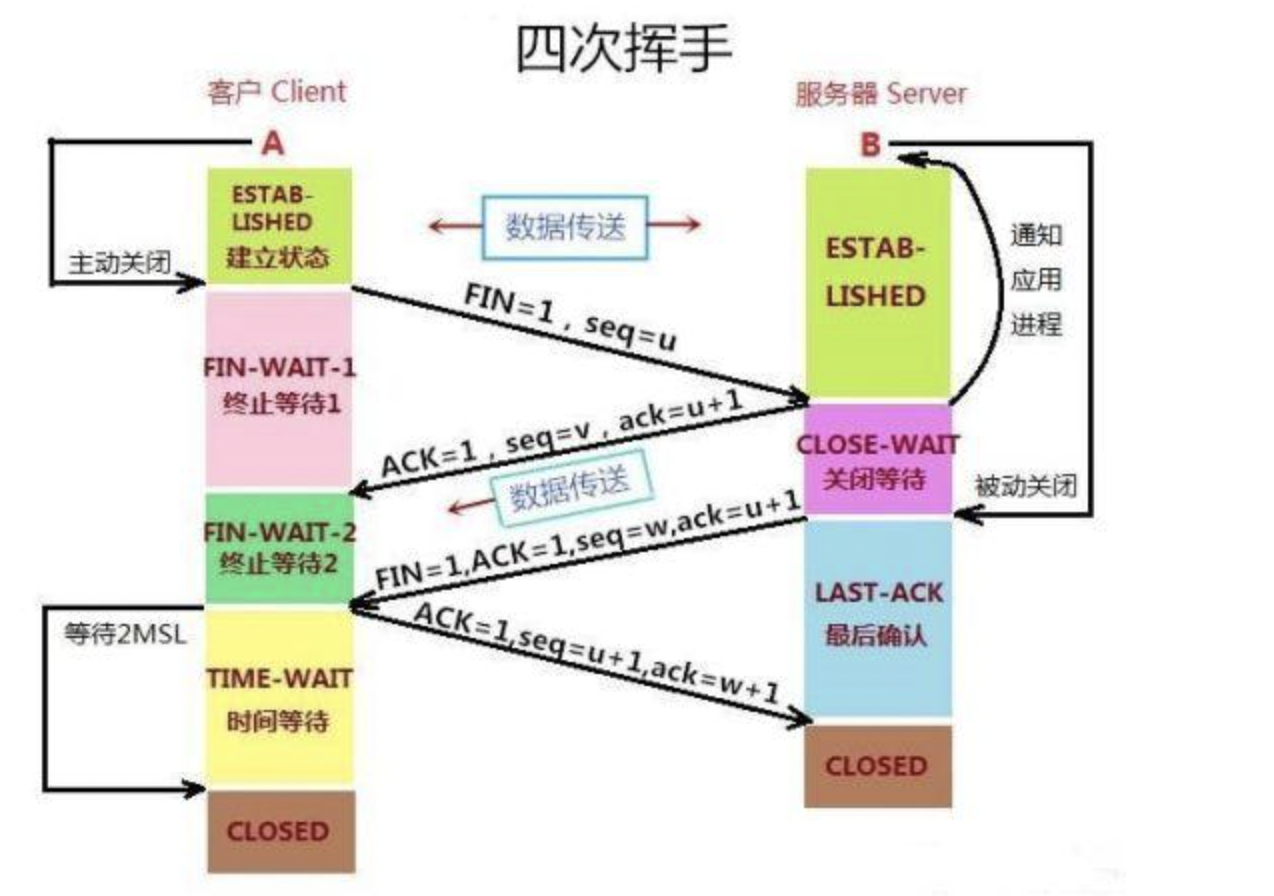 四次挥手
客户 Client
服务器 Server
A
B
ESTAB-
LISHED
建立状态
主动关闭
数据传送
ESTAB-
LISHED
通知
应用
进程
FIN=1，seq=u
FIN-WAIT-1
终止等待1
ACK=1，seq=v，ack=u+1
CLOSE-WAIT
关闭等待
被动关闭
数据传送
FIN-WAIT-2
终止等待2
FIN=1,ACK=1,seq=w,ack=u+1
LAST-ACK
最后确认
等待2MSL
ACK=1,seq=u+1,ack=w+1
TIME-WAIT
时间等待
CLOSED
CLOSED